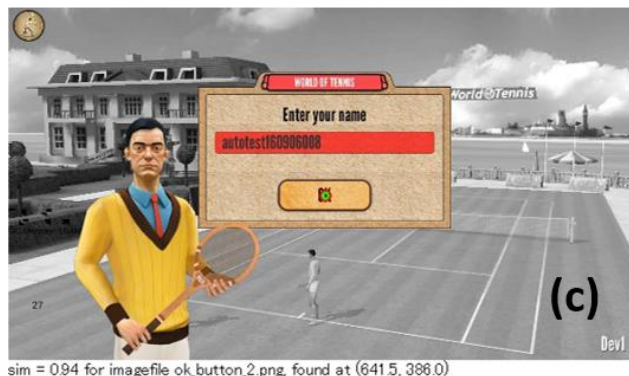 WORLD OF TENNIS
World Tennis
Enter your name
autotest160906088
OK
27
(c)
Dev1
sim = 0.94 for imagefile ok_button_2.png, found at (641.5, 386.0)